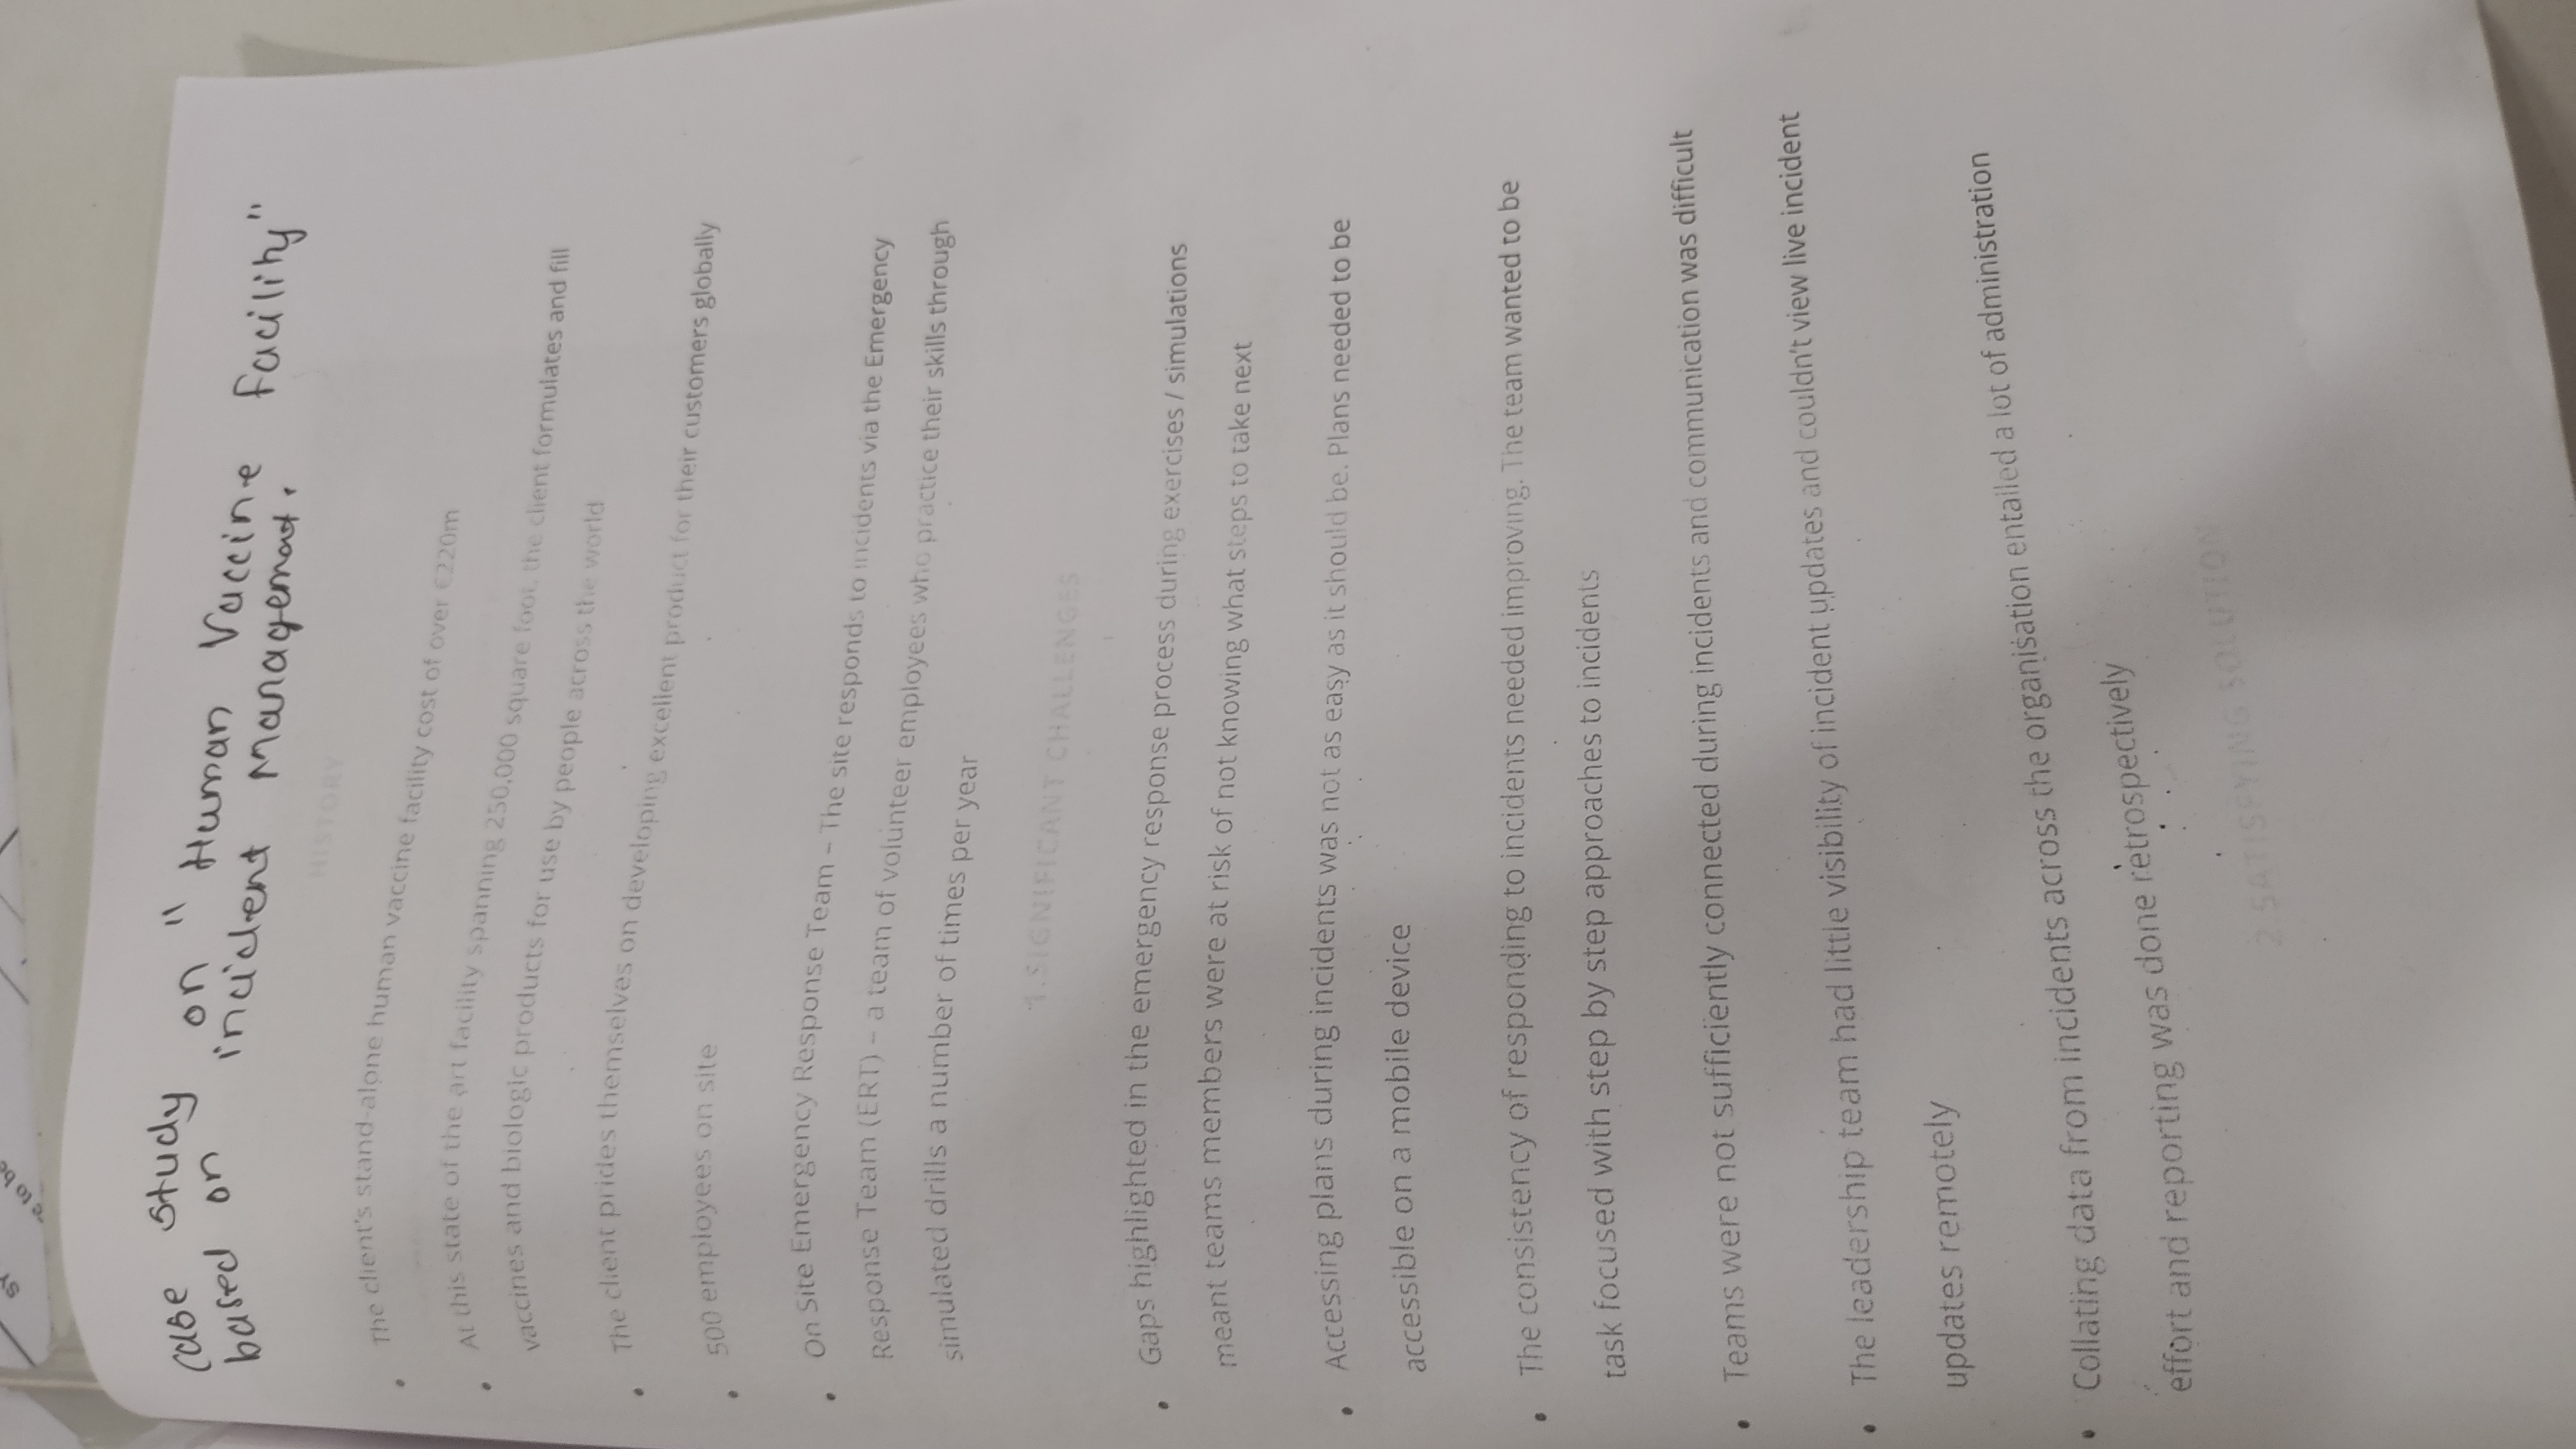 SY
c to be
case study on "Human Vaccine Facility"
based on incident Management.
HISTORY
• The client's stand-alone human vaccine facility cost of over €220m
• At this state of the art facility spanning 250,000 square foot, the client formulates and fill
vaccines and biologic products for use by people across the world
• The client prides themselves on developing excellent product for their customers globally
• 500 employees on site
• On Site Emergency Response Team – The site responds to incidents via the Emergency
Response Team (ERT) – a team of volunteer employees who practice their skills through
simulated drills a number of times per year
1.SIGNIFICANT CHALLENGES
• Gaps highlighted in the emergency response process during exercises / simulations
meant teams members were at risk of not knowing what steps to take next
• Accessing plans during incidents was not as easy as it should be. Plans needed to be
accessible on a mobile device
• The consistency of responding to incidents needed improving. The team wanted to be
task focused with step by step approaches to incidents
• Teams were not sufficiently connected during incidents and communication was difficult
• The leadership team had little visibility of incident updates and couldn't view live incident
updates remotely
• Collating data from incidents across the organisation entailed a lot of administration
effort and reporting was done retrospectively
2.SATISFYING SOLUTION